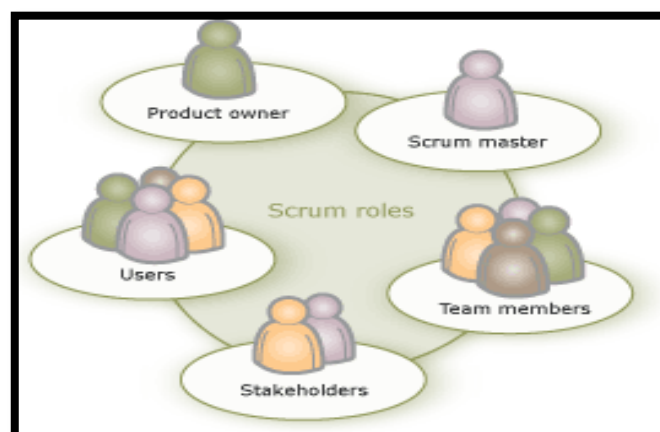 Product owner
Scrum master
Scrum roles
Users
Team members
Stakeholders